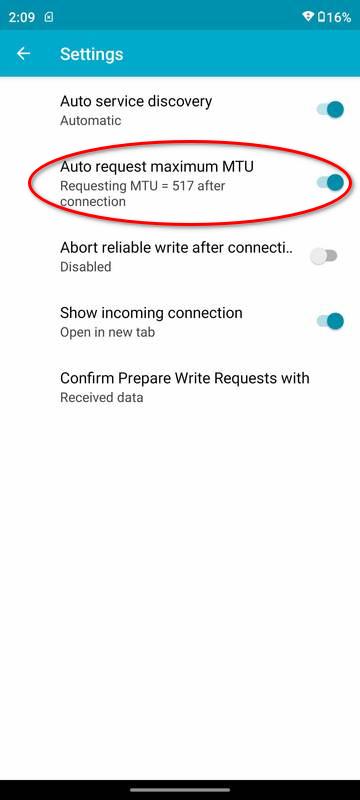 2:09
16%
Settings
Auto service discovery
Automatic
Auto request maximum MTU
Requesting MTU = 517 after
connection
Abort reliable write after connecti..
Disabled
Show incoming connection
Open in new tab
Confirm Prepare Write Requests with
Received data